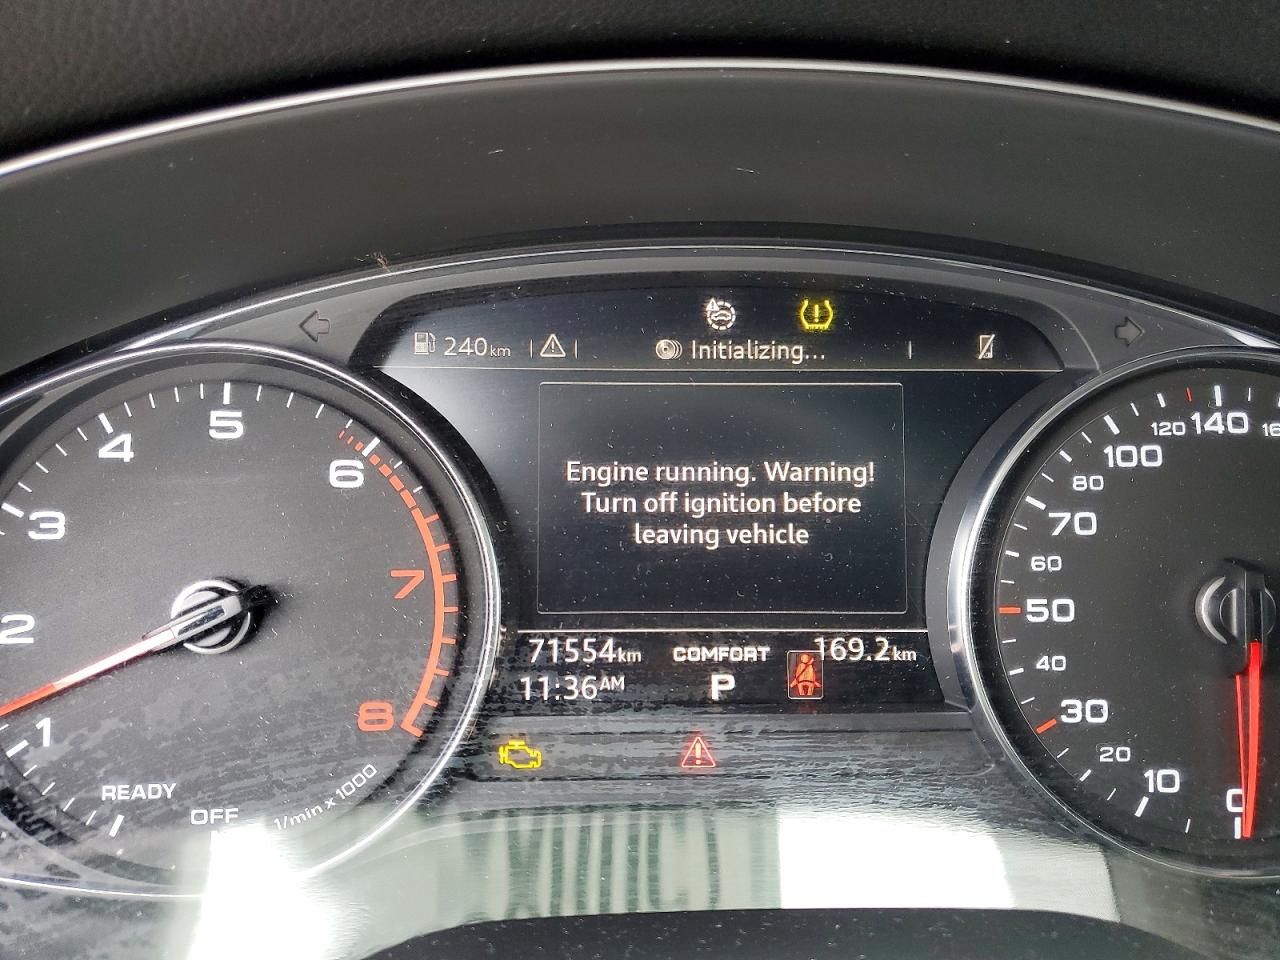 240km
Initializing...
Engine running. Warning!
Turn off ignition before
leaving vehicle
71554km
COMFORT
169.2km
11:36AM
P
1
2
3
4
5
6
7
8
READY
OFF
1/min x 1000
0
10
20
30
40
50
60
70
80
100
120
140